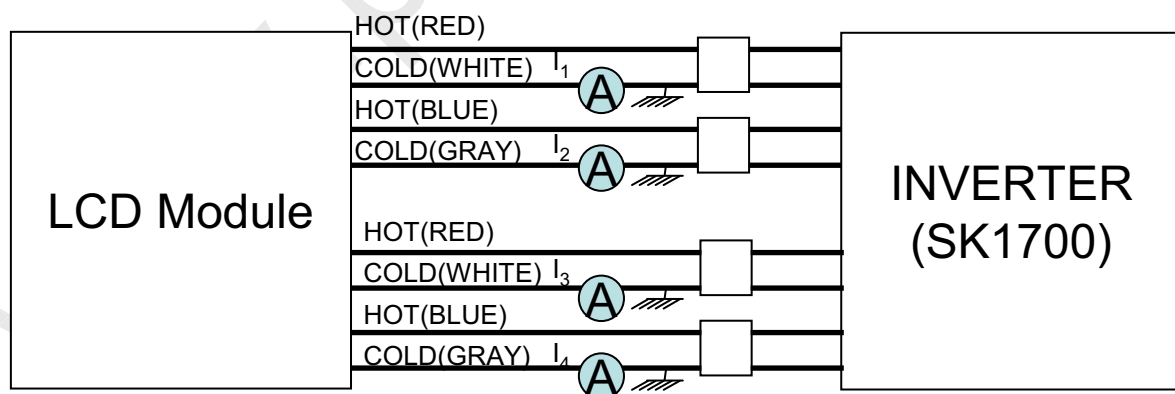 HOT(RED)
COLD(WHITE) I1
A
HOT(BLUE)
COLD(GRAY) I2
A
LCD Module
INVERTER
(SK1700)
HOT(RED)
COLD(WHITE) I3
A
HOT(BLUE)
COLD(GRAY) I4
A